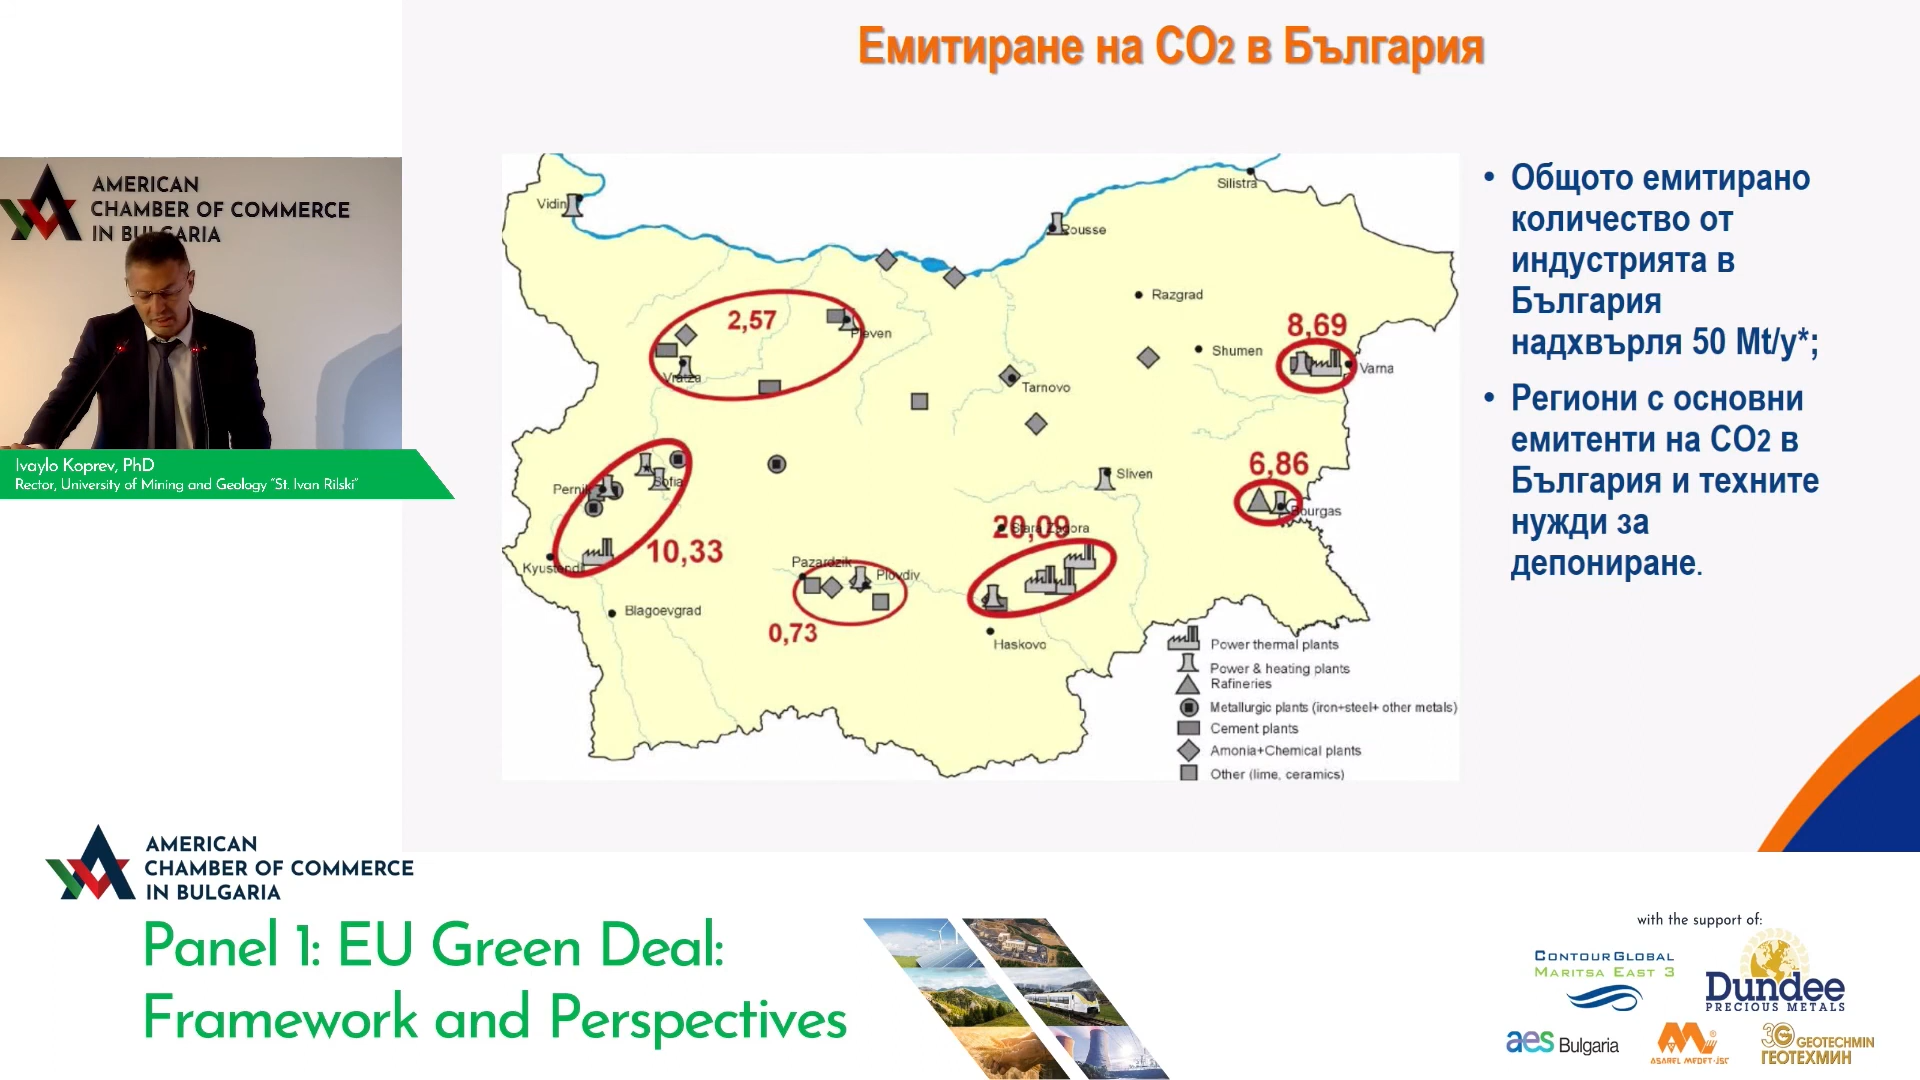 Емитиране на CO2 в България
AMERICAN
CHAMBER OF COMMERCE
IN BULGARIA
Ivaylo Koprev, PhD
Rector, University of Mining and Geology “St. Ivan Rilski”
Vidin
Silistra
Rousse
Razgrad
2,57
Pleven
Vratza
8,69
Shumen
Varna
Tarnovo
6,86
Sofia
Pernik
Sliven
Bourgas
20,09
Stara Zagora
10,33
Kyustendil
Pazardzik
Plovdiv
Blagoevgrad
0,73
Haskovo
Power thermal plants
Power & heating plants
Rafineries
Metallurgic plants (iron+steel+ other metals)
Cement plants
Amonia+Chemical plants
Other (lime, ceramics)
• Общото емитирано
количество от
индустрията в
България
надхвърля 50 Mt/y*;
• Региони с основни
емитенти на CO2 в
България и техните
нужди за
депониране.
AMERICAN
CHAMBER OF COMMERCE
IN BULGARIA
Panel 1: EU Green Deal:
Framework and Perspectives
with the support of:
CONTOURGLOBAL
MARITSA EAST 3
Dundee
PRECIOUS METALS
aes Bulgaria
ASAREL MEDET-JSC
GEOTECHMIN
ГЕОТЕХМИН